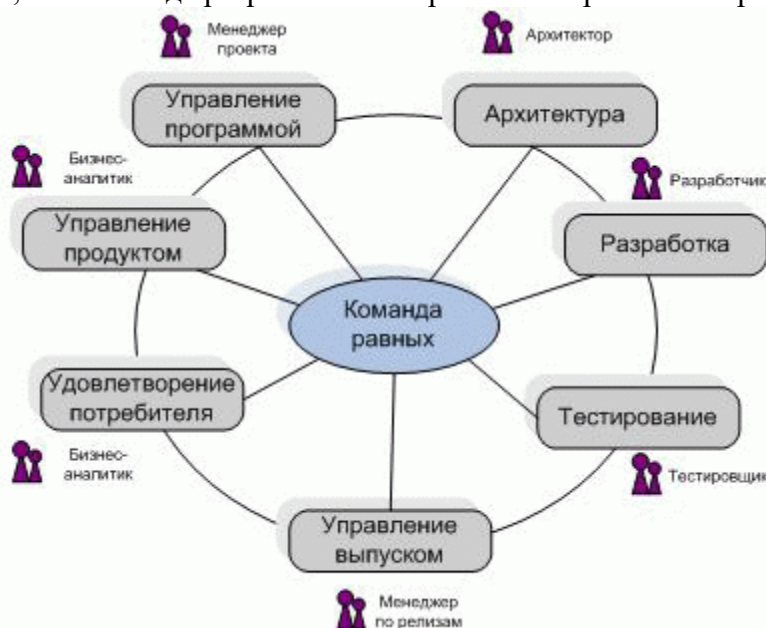 Менеджер
проекта
Архитектор
Управление
программой
Архитектура
Бизнес-
аналитик
Разработчик
Управление
продуктом
Разработка
Команда
равных
Удовлетворение
потребителя
Тестирование
Бизнес-
аналитик
Тестировщик
Управление
выпуском
Менеджер
по релизам